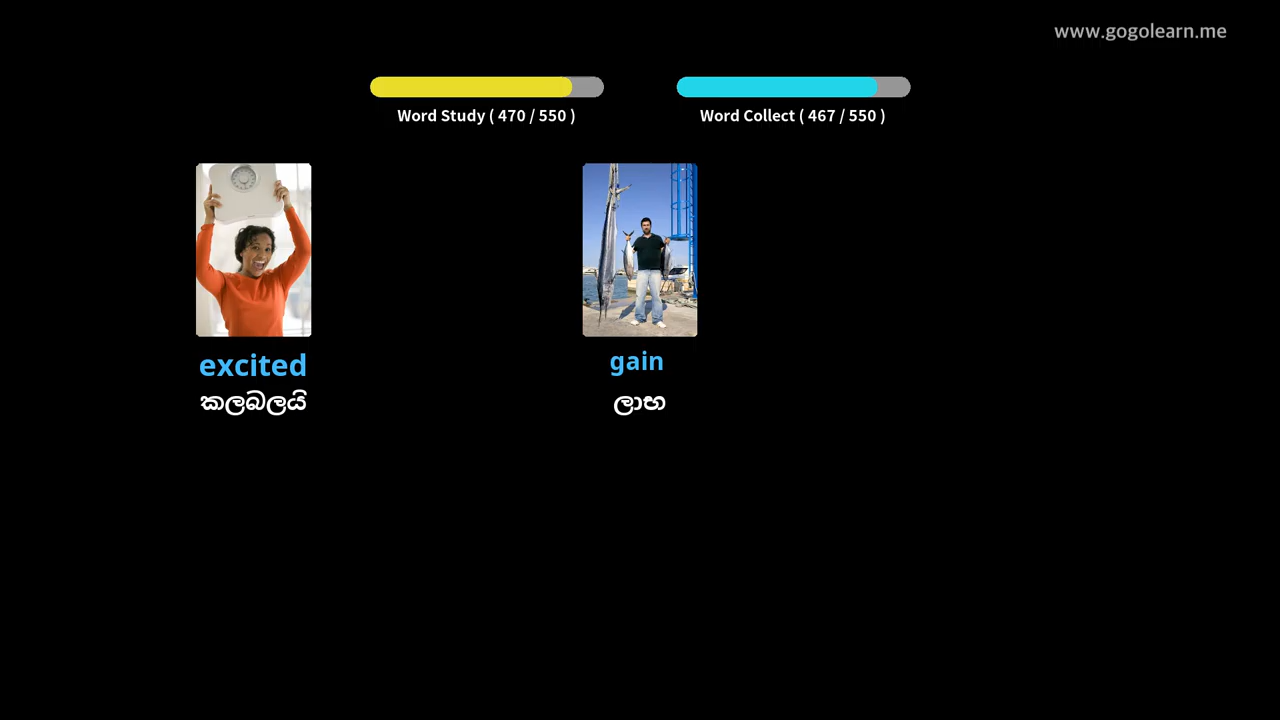 www.gogolearn.me
Word Study ( 470 / 550 )
Word Collect ( 467 / 550 )
excited
කලබලයි
gain
ලාභ